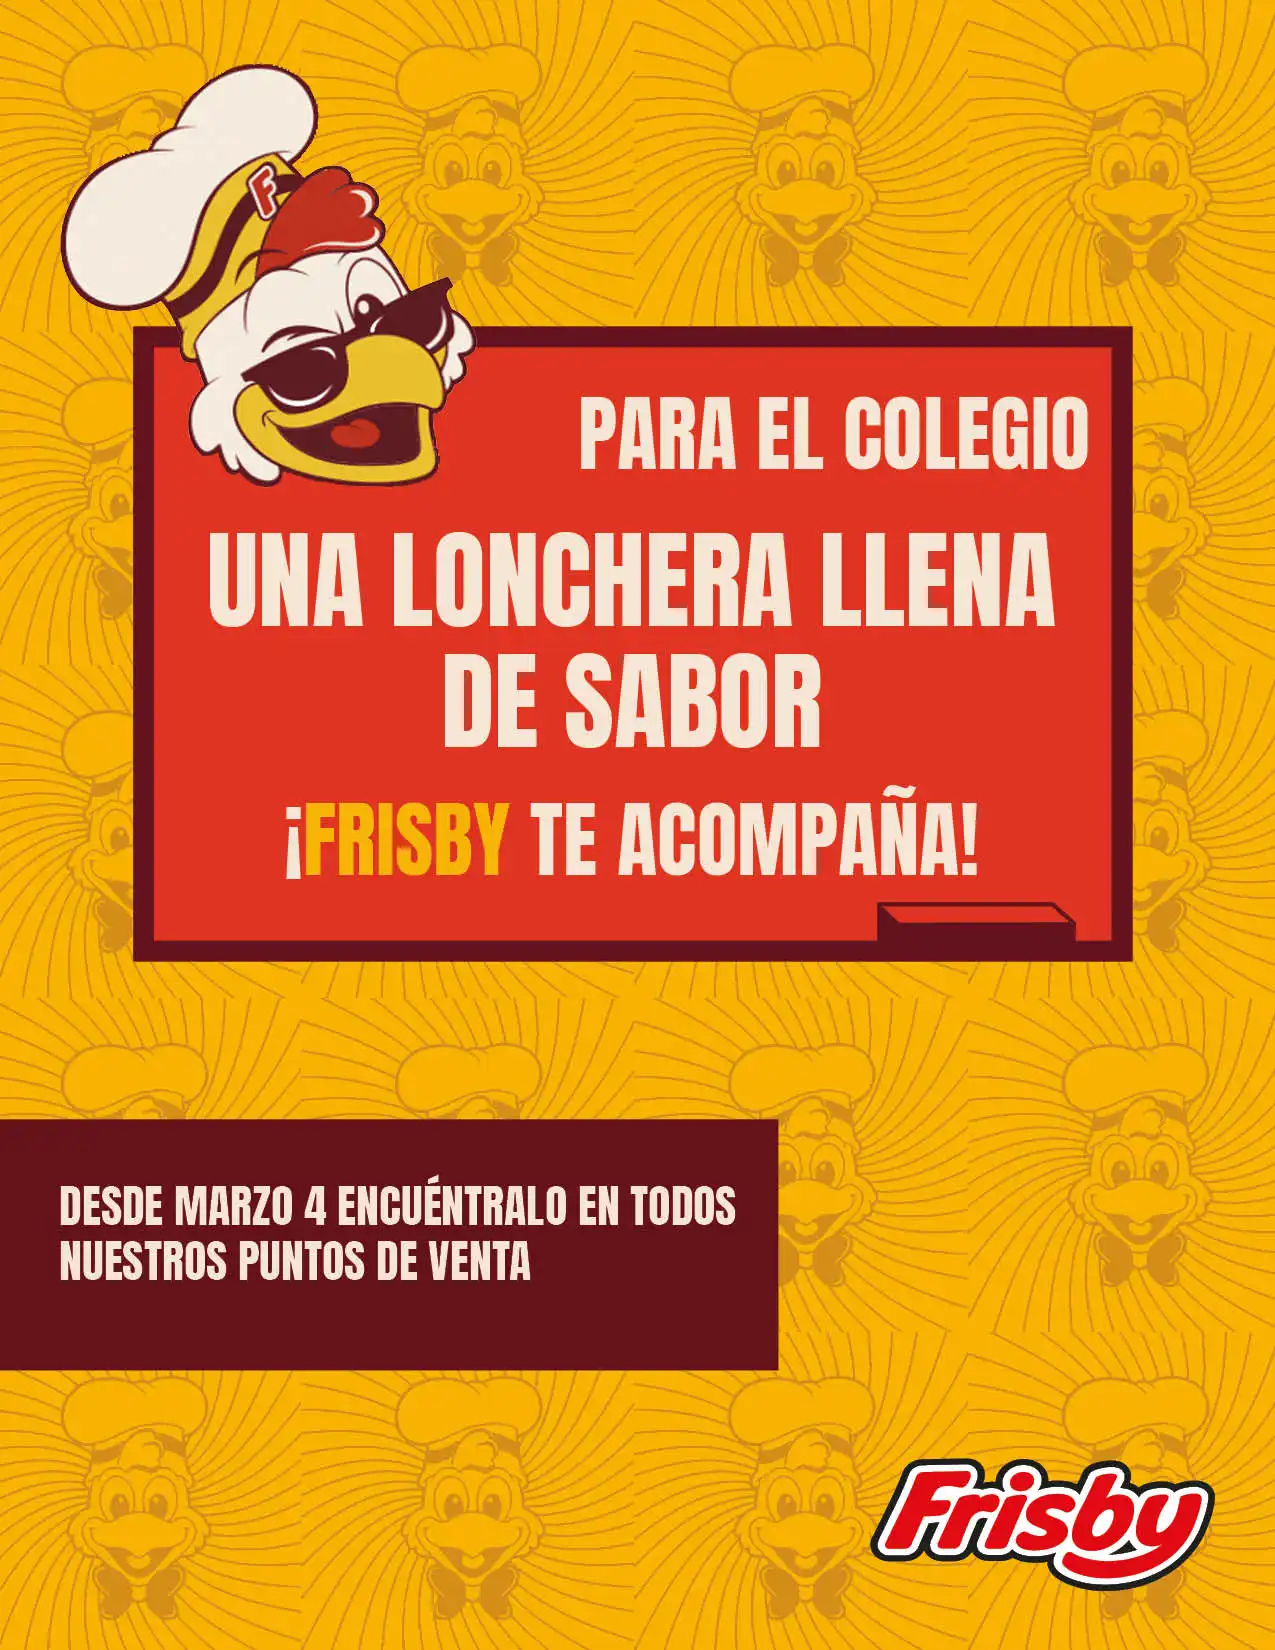 F
PARA EL COLEGIO
UNA LONCHERA LLENA
DE SABOR
¡FRISBY TE ACOMPAÑA!
DESDE MARZO 4 ENCUÉNTRALO EN TODOS
NUESTROS PUNTOS DE VENTA
Frisby